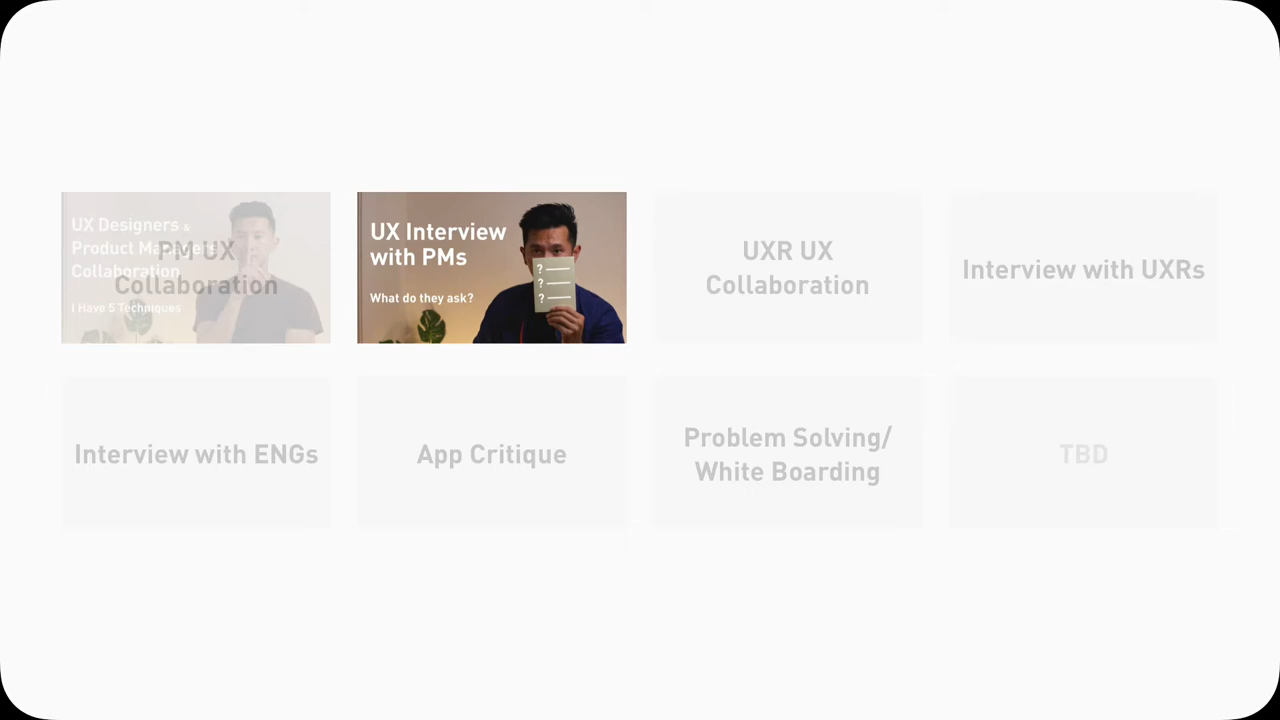 UX Designers &
Product Managers
Collaboration
I Have 5 Techniques
PM UX
Collaboration
UX Interview
with PMs
What do they ask?
?
?
?
UXR UX
Collaboration
Interview with UXRs
Interview with ENGs
App Critique
Problem Solving/
White Boarding
TBD